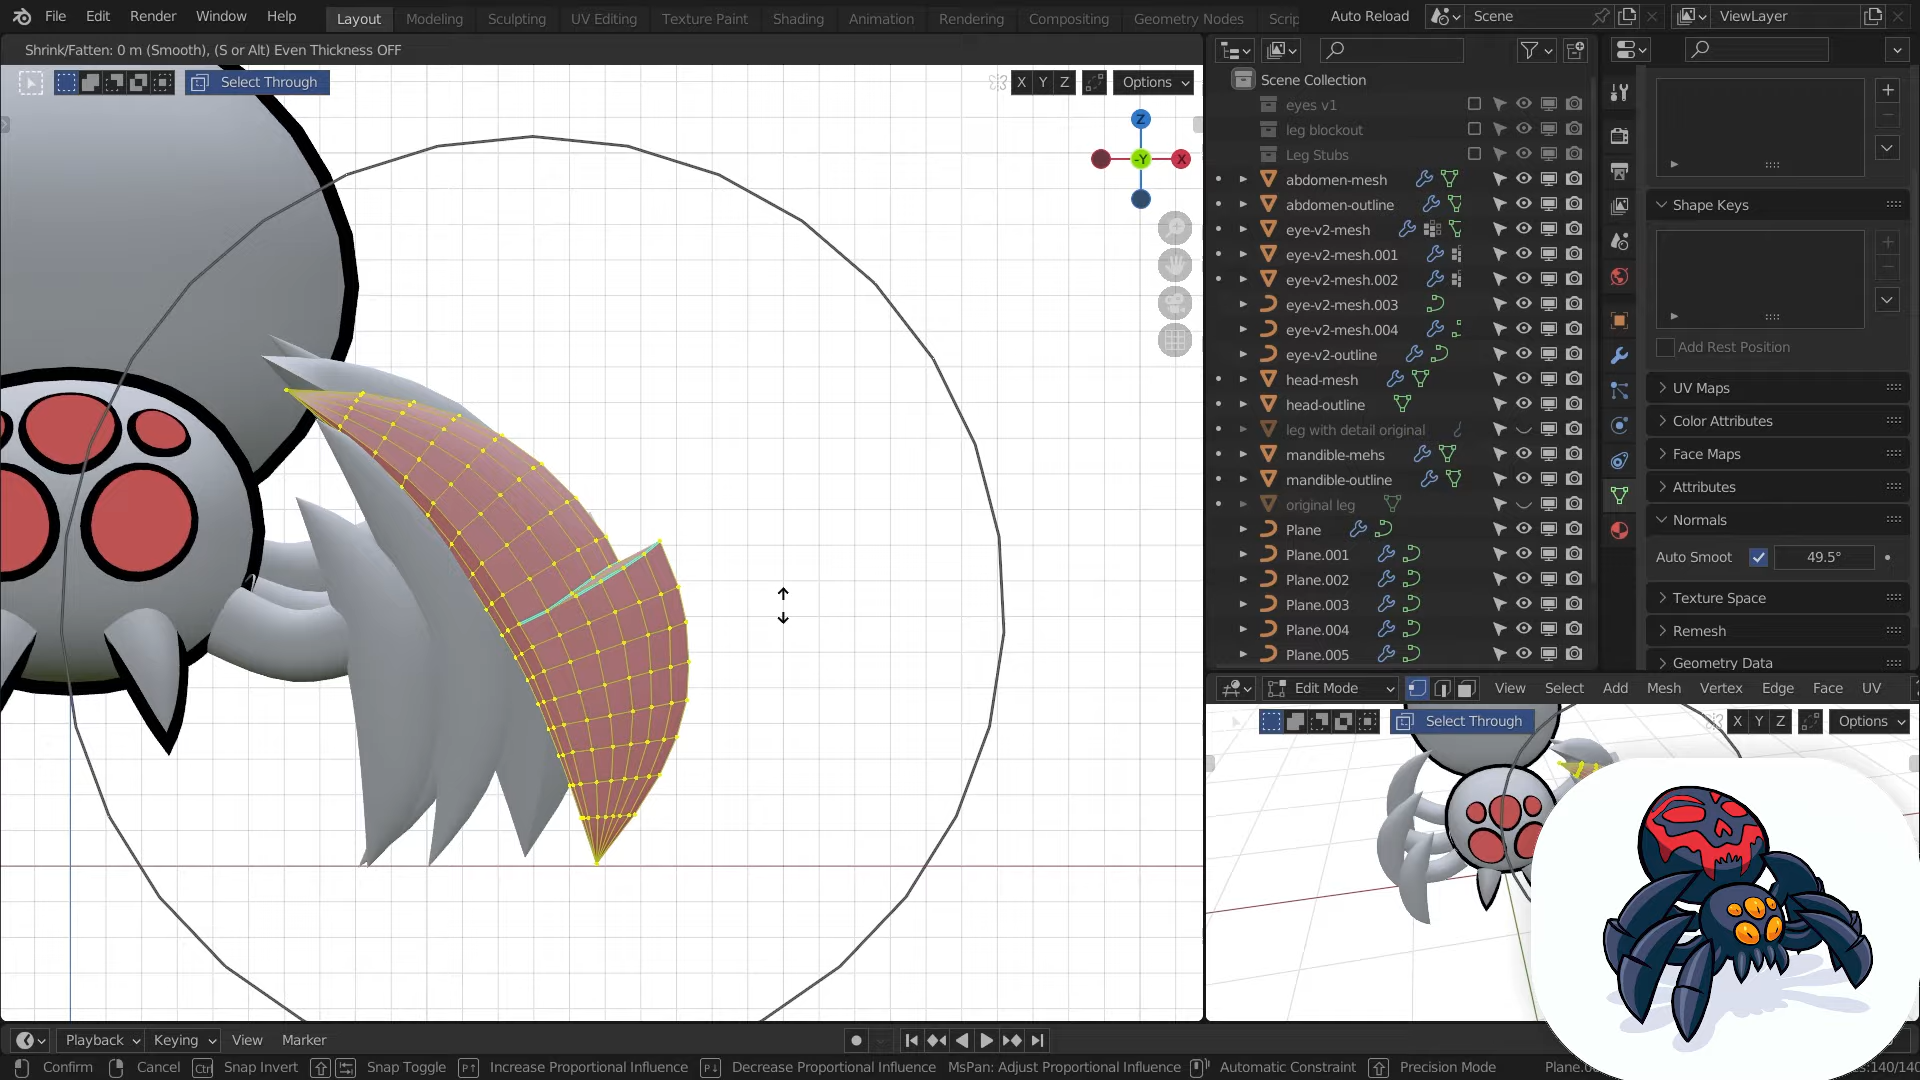 File Edit Render Window Help Layout Modeling Sculpting UV Editing Texture Paint Shading Animation Rendering Compositing Geometry Nodes Scrip Auto Reload Scene ViewLayer
Shrink/Fatten: 0 m (Smooth), (S or Alt) Even Thickness OFF
Select Through X Y Z Options
Z
-Y X
Scene Collection
eyes v1
leg blockout
Leg Stubs
abdomen-mesh
abdomen-outline
eye-v2-mesh
eye-v2-mesh.001
eye-v2-mesh.002
eye-v2-mesh.003
eye-v2-mesh.004
eye-v2-outline
head-mesh
head-outline
leg with detail original
mandible-mehs
mandible-outline
original leg
Plane
Plane.001
Plane.002
Plane.003
Plane.004
Plane.005
Shape Keys
Add Rest Position
UV Maps
Color Attributes
Face Maps
Attributes
Normals
Auto Smoot 49.5°
Texture Space
Remesh
Geometry Data
Edit Mode View Select Add Mesh Vertex Edge Face UV
Select Through X Y Z Options
Playback Keying View Marker
Confirm Cancel Ctrl Snap Invert Snap Toggle Increase Proportional Influence Decrease Proportional Influence MsPan: Adjust Proportional Influence Automatic Constraint Precision Mode